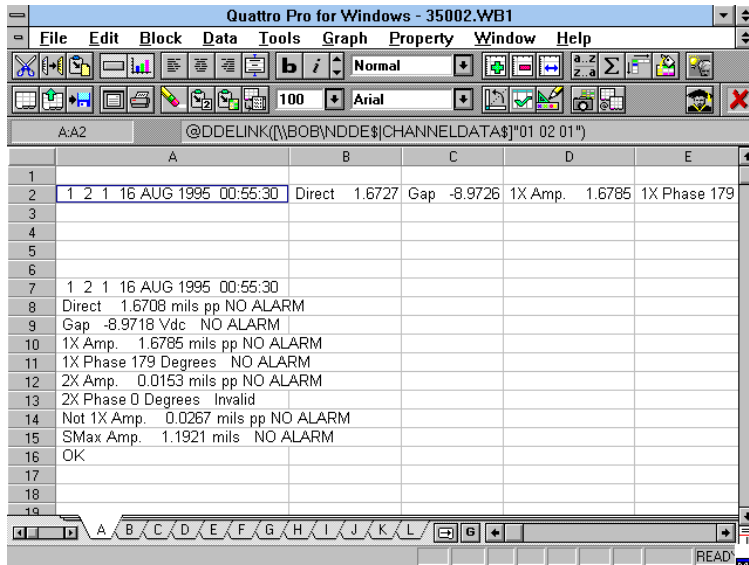 Quattro Pro for Windows - 35002.WB1
File Edit Block Data Tools Graph Property Window Help
b i Normal a..z z..a Σ
100 Arial
A:A2 @DDELINK([\\BOB\NDDE$|CHANNELDATA$]"01 02 01")
A B C D E
1
2 1 2 1 16 AUG 1995 00:55:30 Direct 1.6727 Gap -8.9726 1X Amp. 1.6785 1X Phase 179
3
4
5
6
7 1 2 1 16 AUG 1995 00:55:30
8 Direct 1.6708 mils pp NO ALARM
9 Gap -8.9718 Vdc NO ALARM
10 1X Amp. 1.6785 mils pp NO ALARM
11 1X Phase 179 Degrees NO ALARM
12 2X Amp. 0.0153 mils pp NO ALARM
13 2X Phase 0 Degrees Invalid
14 Not 1X Amp. 0.0267 mils pp NO ALARM
15 SMax Amp. 1.1921 mils NO ALARM
16 OK
17
18
19
A B C D E F G H I J K L G
READY